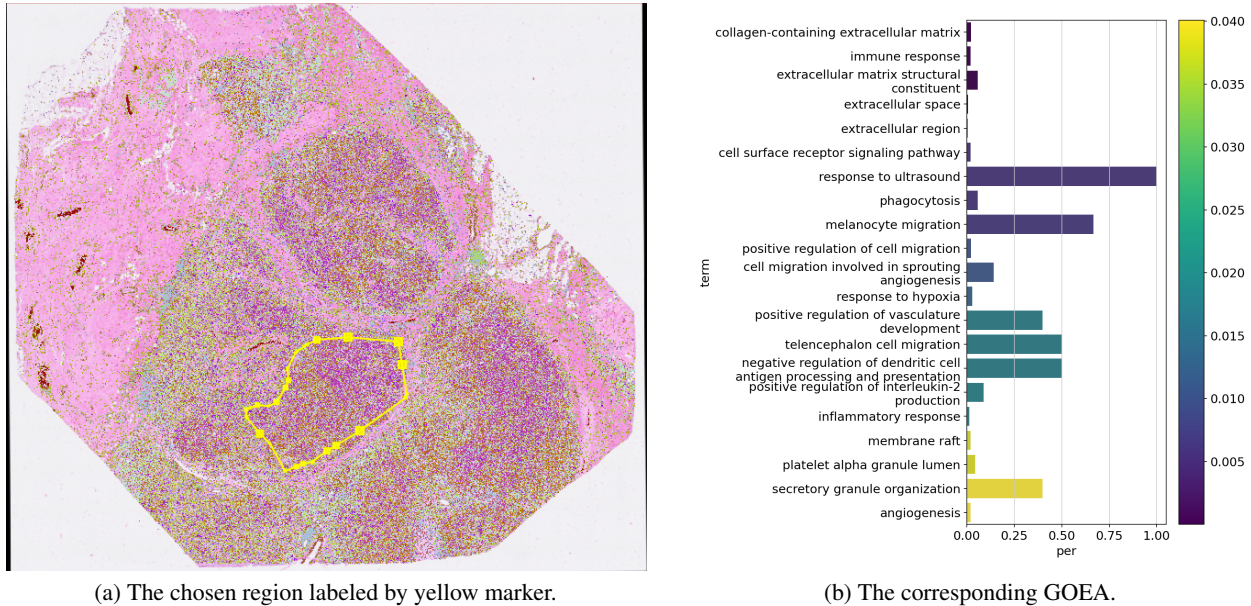 collagen-containing extracellular matrix
immune response
extracellular matrix structural
constituent
extracellular space
extracellular region
cell surface receptor signaling pathway
response to ultrasound
phagocytosis
melanocyte migration
positive regulation of cell migration
cell migration involved in sprouting
angiogenesis
response to hypoxia
positive regulation of vasculature
development
telencephalon cell migration
negative regulation of dendritic cell
antigen processing and presentation
positive regulation of interleukin-2
production
inflammatory response
membrane raft
platelet alpha granule lumen
secretory granule organization
angiogenesis
term
0.00 0.25 0.50 0.75 1.00
per
0.040
0.035
0.030
0.025
0.020
0.015
0.010
0.005
(a) The chosen region labeled by yellow marker.
(b) The corresponding GOEA.